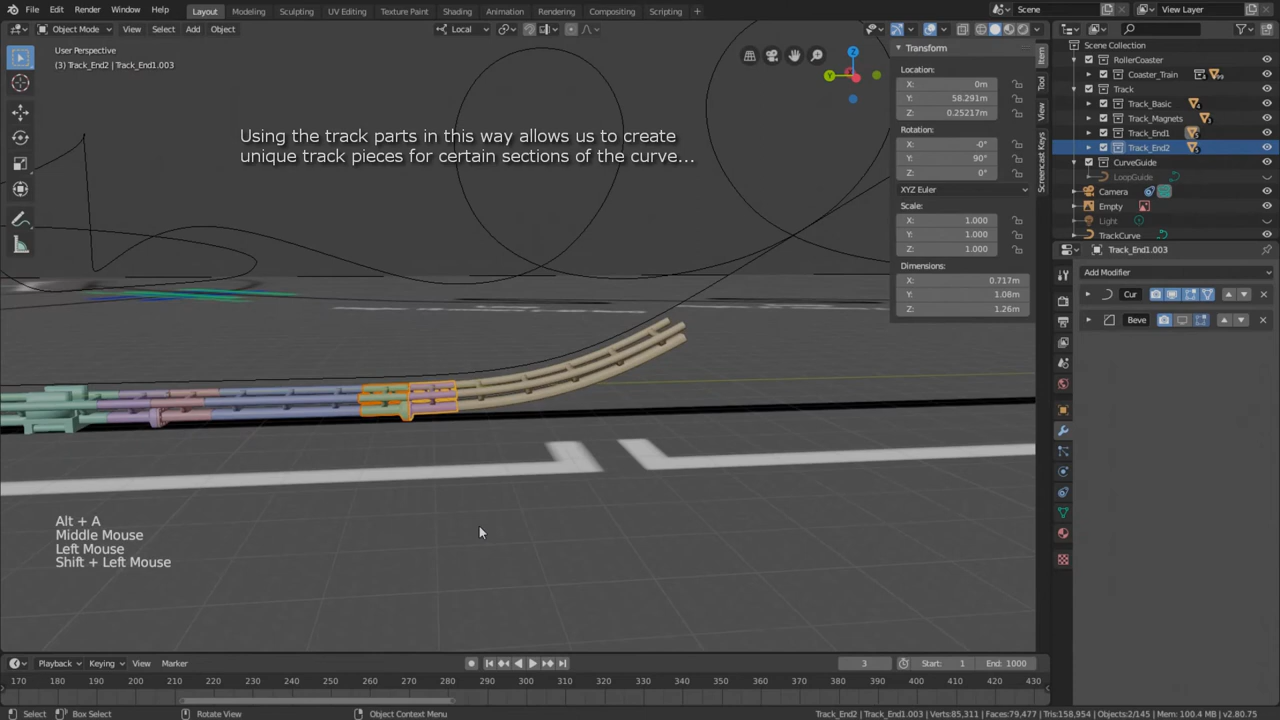 File Edit Render Window Help Layout Modeling Sculpting UV Editing Texture Paint Shading Animation Rendering Compositing Scripting + Scene View Layer
Object Mode View Select Add Object Local
User Perspective
(3) Track_End2 | Track_End1.003
Using the track parts in this way allows us to create
unique track pieces for certain sections of the curve...
Z
Y
Transform
Location:
X: 0m
Y: 58.291m
Z: 0.25217m
Rotation:
X: -0°
Y: 90°
Z: 0°
XYZ Euler
Scale:
X: 1.000
Y: 1.000
Z: 1.000
Dimensions:
X: 0.717m
Y: 1.08m
Z: 1.26m
Item
Tool
View
Screencast Keys
Scene Collection
RollerCoaster
Coaster_Train
Track
Track_Basic
Track_Magnets
Track_End1
Track_End2
CurveGuide
LoopGuide
Camera
Empty
Light
TrackCurve
Track_End1.003
Add Modifier
Cur
Beve
Alt + A
Middle Mouse
Left Mouse
Shift + Left Mouse
Playback Keying View Marker 3 Start: 1 End: 1000
170 180 190 200 210 220 230 240 250 260 270 280 290 300 310 320 330 340 350 360 370 380 390 400 410 420 430
Select Box Select Rotate View Object Context Menu Track_End2 | Track_End1.003 | Verts:85,311 | Faces:79,477 | Tris:158,954 | Objects:2/145 | Mem: 100.4 MB | v2.80.75